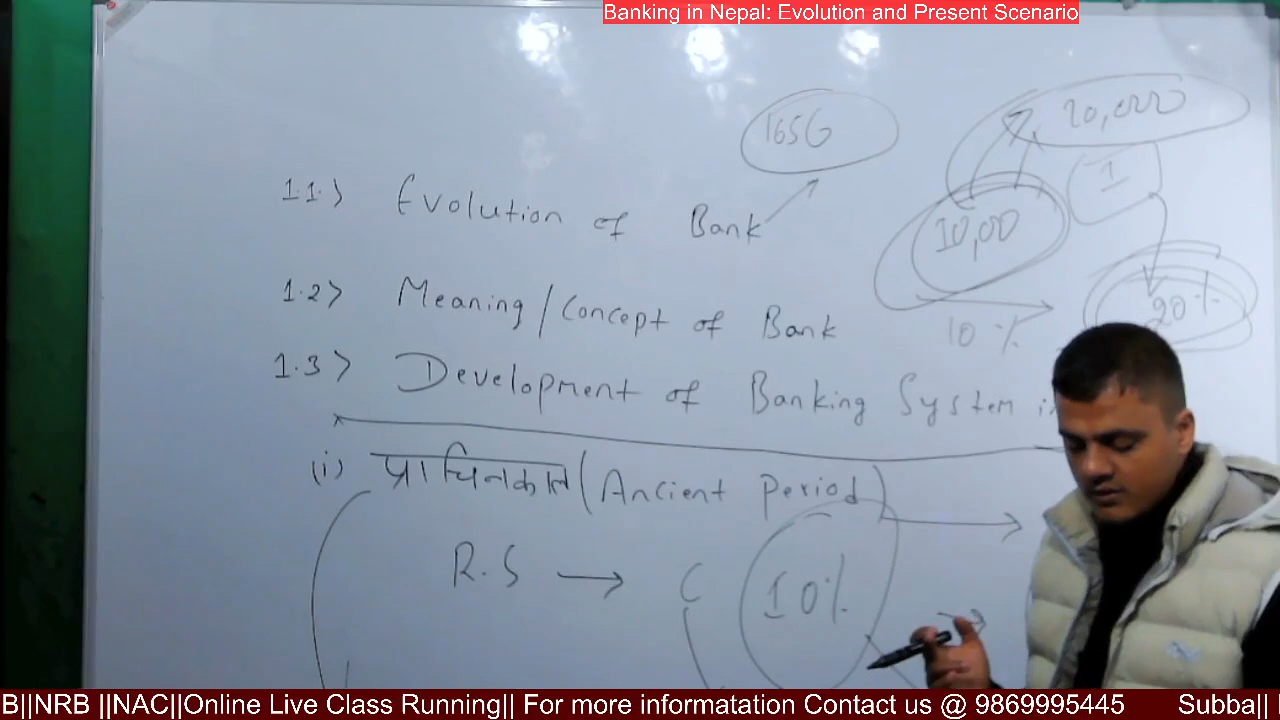 Banking in Nepal: Evolution and Present Scenario
1656
20,000
1
10,00
20%
10%
1.1> Evolution of Bank
1.2> Meaning/Concept of Bank
1.3> Development of Banking System
(i) प्राचिनकाल (Ancient Period)
R.S → C 10%
B||NRB ||NAC||Online Live Class Running|| For more informatation Contact us @ 9869995445 Subba||